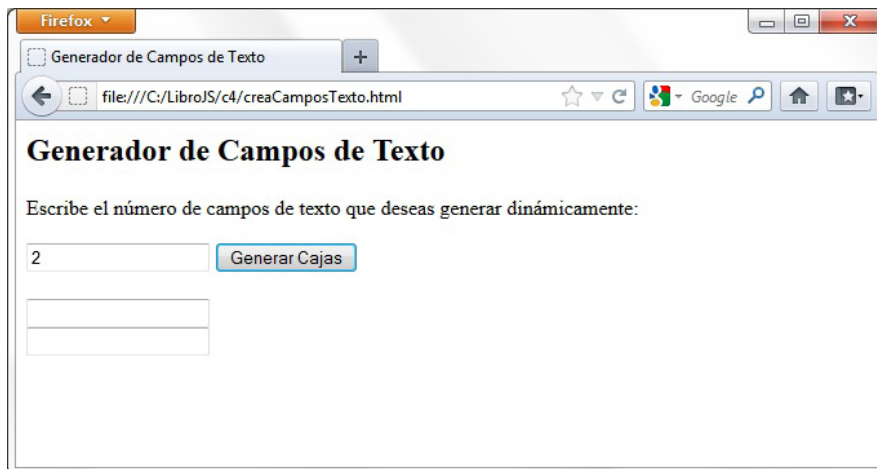 Firefox
Generador de Campos de Texto
file:///C:/LibroJS/c4/creaCamposTexto.html
Google
Generador de Campos de Texto
Escribe el número de campos de texto que deseas generar dinámicamente:
2 Generar Cajas